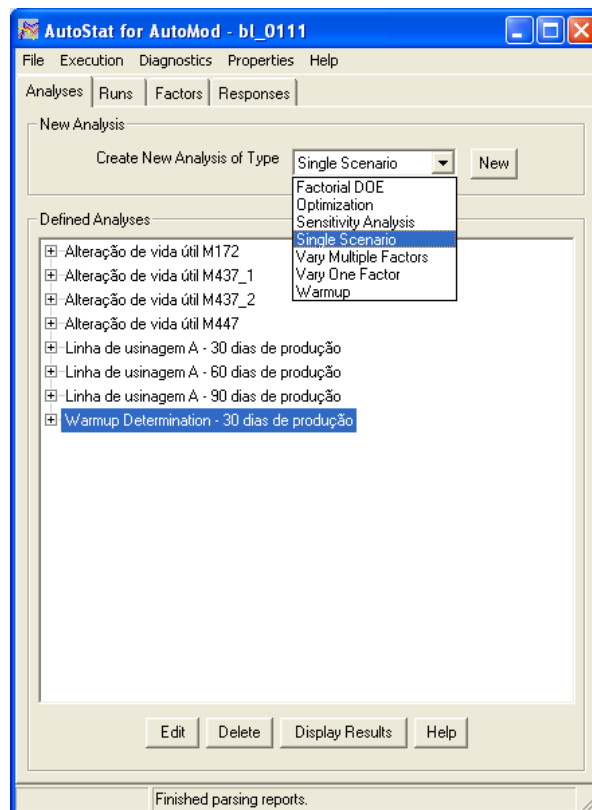 AutoStat for AutoMod - bl_0111
File Execution Diagnostics Properties Help
Analyses Runs Factors Responses
New Analysis
Create New Analysis of Type Single Scenario New
Factorial DOE
Optimization
Sensitivity Analysis
Single Scenario
Vary Multiple Factors
Vary One Factor
Warmup
Defined Analyses
Alteração de vida útil M172
Alteração de vida útil M437_1
Alteração de vida útil M437_2
Alteração de vida útil M447
Linha de usinagem A - 30 dias de produção
Linha de usinagem A - 60 dias de produção
Linha de usinagem A - 90 dias de produção
Warmup Determination - 30 dias de produção
Edit Delete Display Results Help
Finished parsing reports.